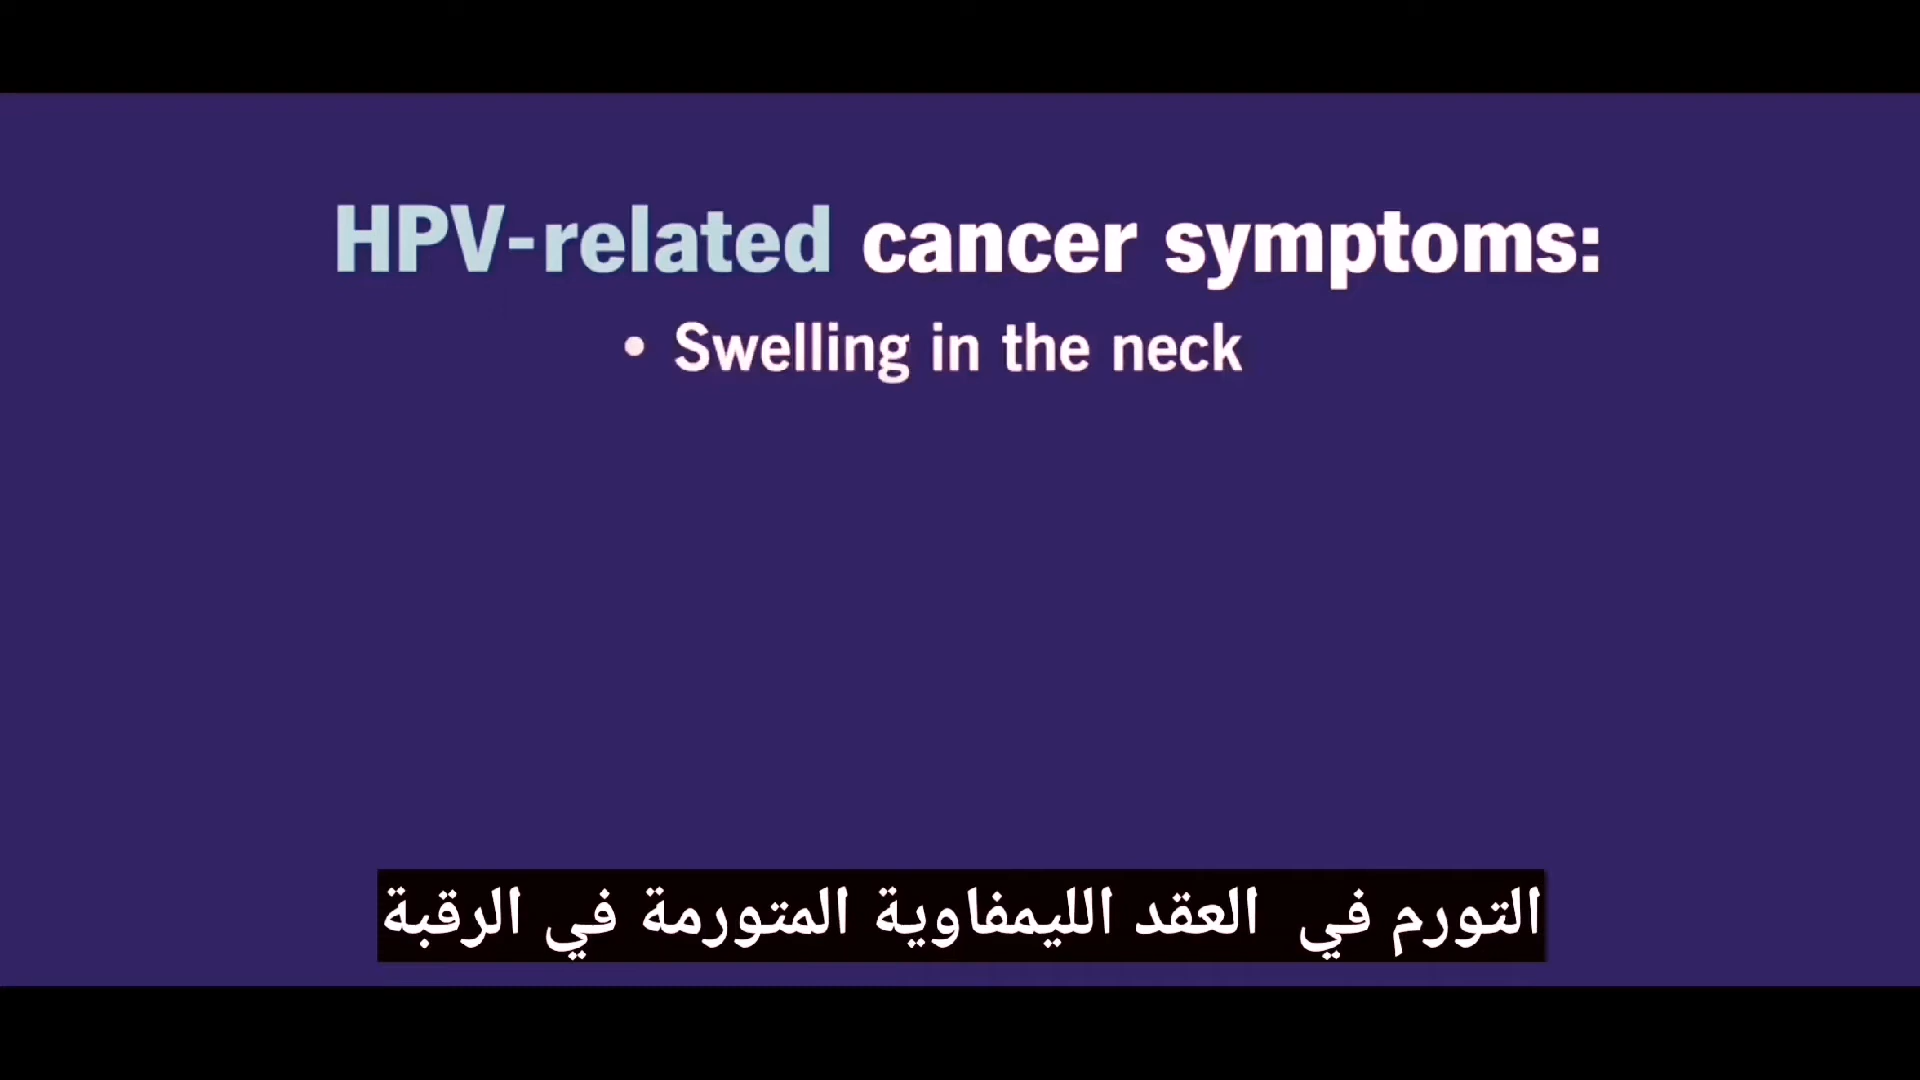 HPV-related cancer symptoms:
• Swelling in the neck
التورم في العقد الليمفاوية المتورمة في الرقبة